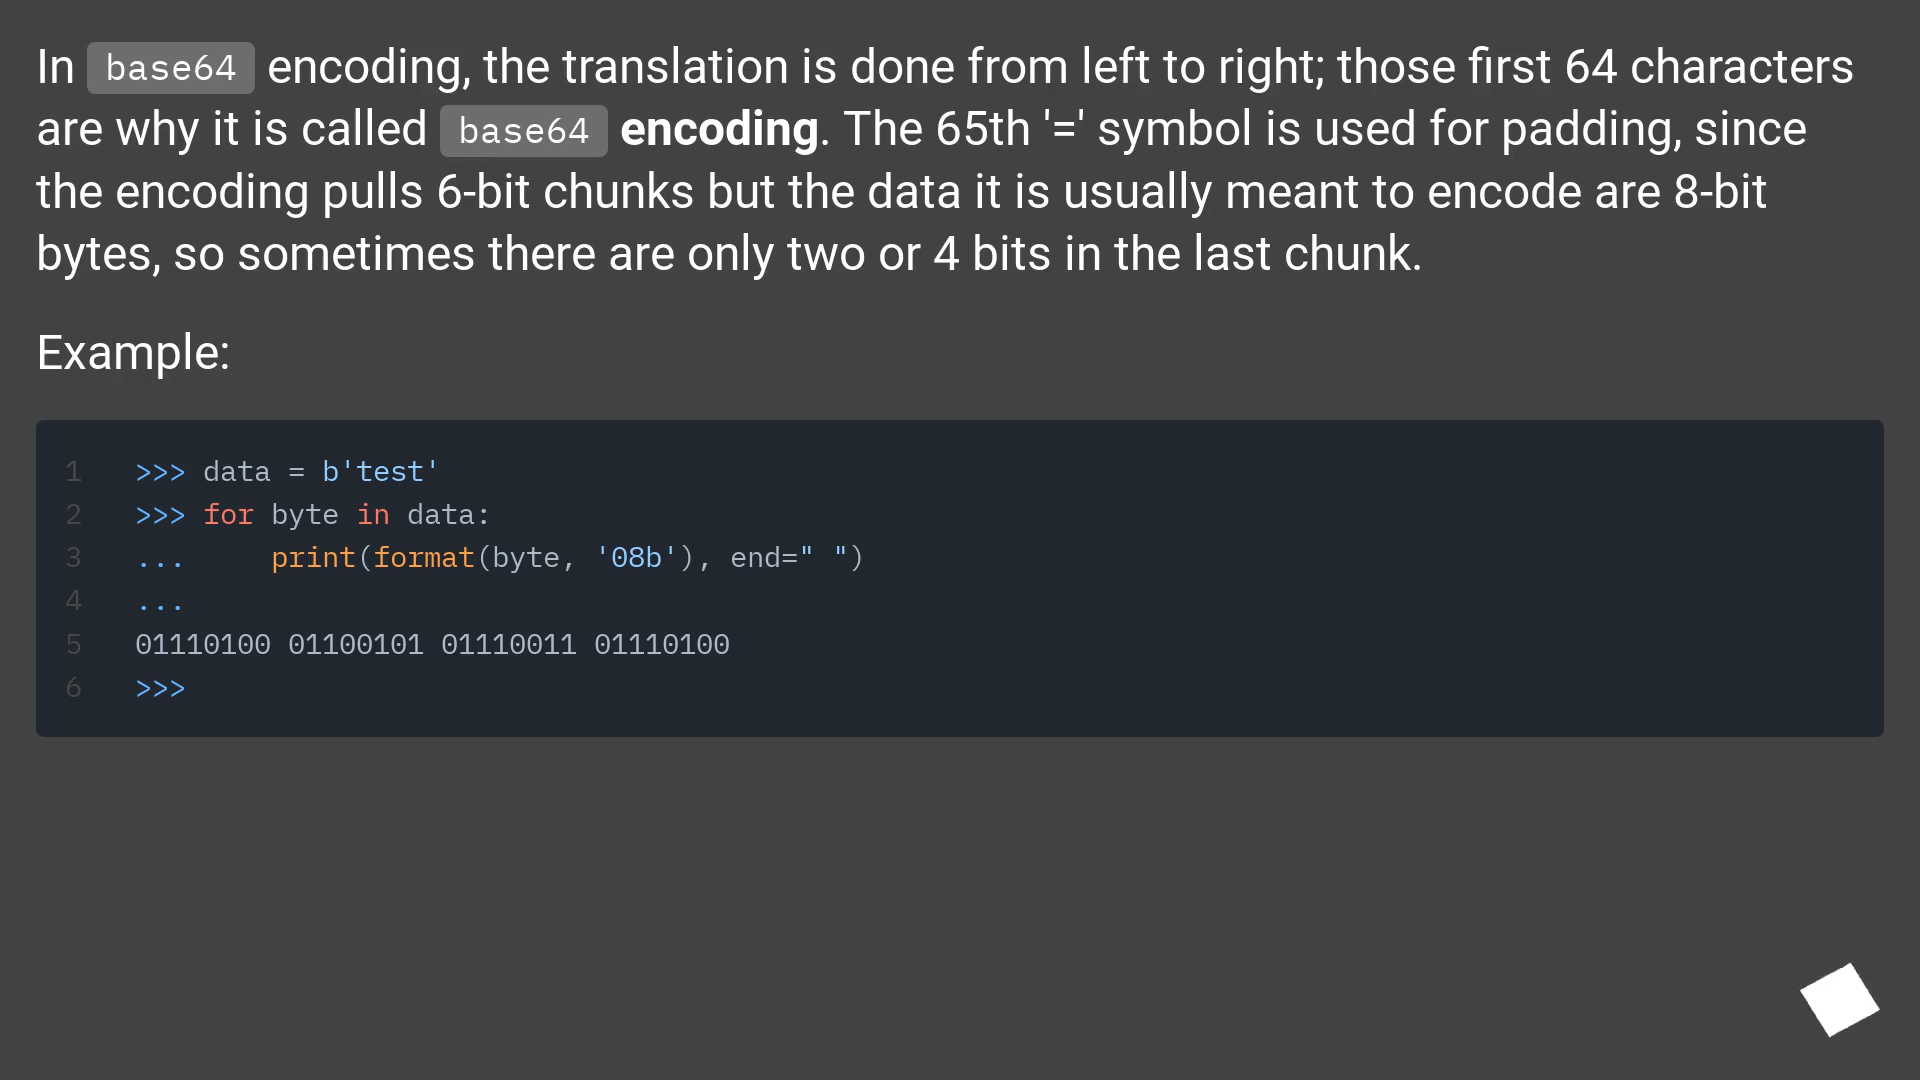 In base64 encoding, the translation is done from left to right; those first 64 characters
are why it is called base64 encoding. The 65th '=' symbol is used for padding, since
the encoding pulls 6-bit chunks but the data it is usually meant to encode are 8-bit
bytes, so sometimes there are only two or 4 bits in the last chunk.
Example:
1 >>> data = b'test'
2 >>> for byte in data:
3 ...     print(format(byte, '08b'), end=" ")
4 ...
5 01110100 01100101 01110011 01110100
6 >>>